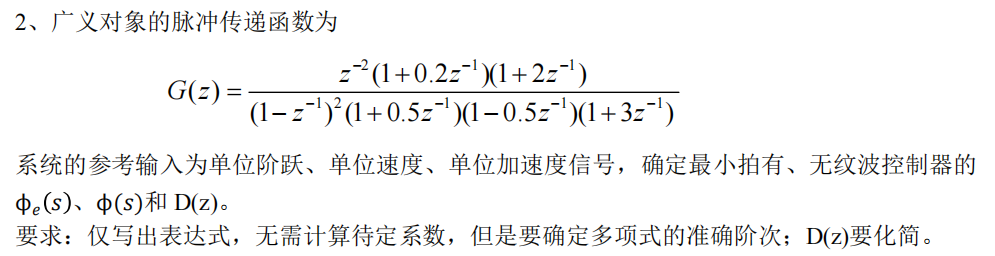 2、广义对象的脉冲传递函数为
G(z) = \frac{z^{-2}(1+0.2z^{-1})(1+2z^{-1})}{(1-z^{-1})^2(1+0.5z^{-1})(1-0.5z^{-1})(1+3z^{-1})}
系统的参考输入为单位阶跃、单位速度、单位加速度信号，确定最小拍有、无纹波控制器的
ϕₑ(s)、ϕ(s)和 D(z)。
要求：仅写出表达式，无需计算待定系数，但是要确定多项式的准确阶次；D(z)要化简。